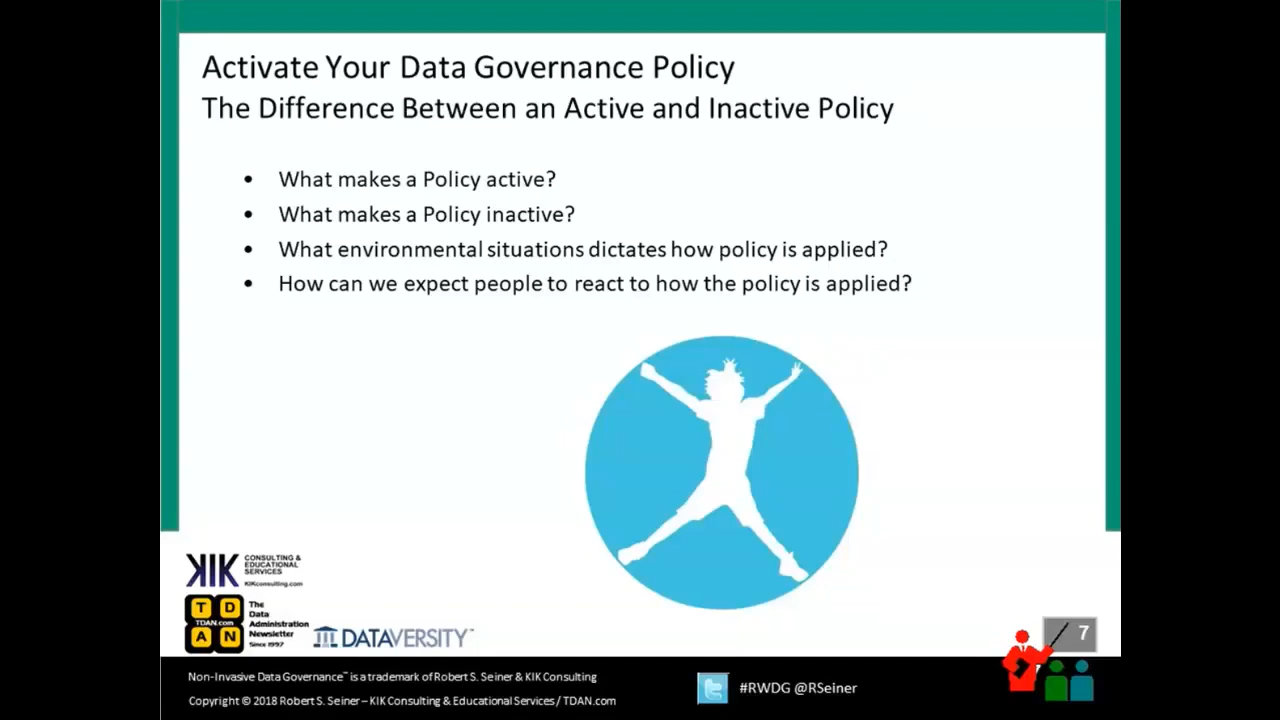 Activate Your Data Governance Policy
The Difference Between an Active and Inactive Policy
• What makes a Policy active?
• What makes a Policy inactive?
• What environmental situations dictates how policy is applied?
• How can we expect people to react to how the policy is applied?
KIK
CONSULTING &
EDUCATIONAL
SERVICES
KIKconsulting.com
T D
TDAN.com
A N
The
Data
Administration
Newsletter
Since 1997
DATAVERSITY™
7
Non-Invasive Data Governance™ is a trademark of Robert S. Seiner & KIK Consulting
Copyright © 2018 Robert S. Seiner – KIK Consulting & Educational Services / TDAN.com
#RWDG @RSeiner